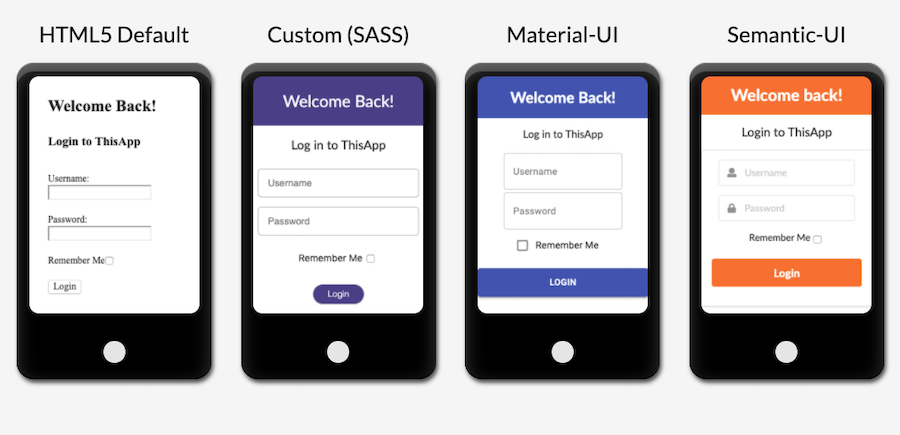 HTML5 Default
Welcome Back!
Login to ThisApp
Username:
Password:
Remember Me
Login
Custom (SASS)
Welcome Back!
Log in to ThisApp
Username
Password
Remember Me
Login
Material-UI
Welcome Back!
Log in to ThisApp
Username
Password
Remember Me
LOGIN
Semantic-UI
Welcome back!
Login to ThisApp
Username
Password
Remember Me
Login